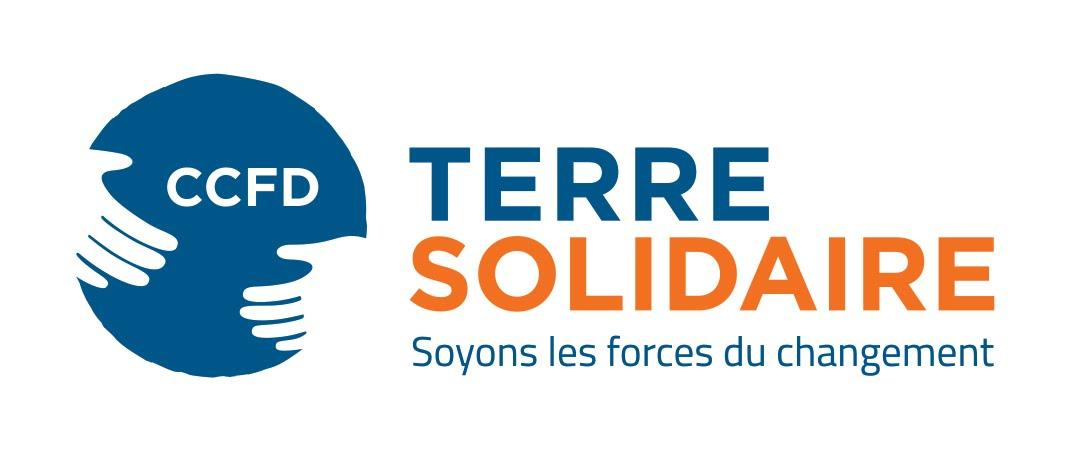 CCFD
TERRE
SOLIDAIRE
Soyons les forces du changement